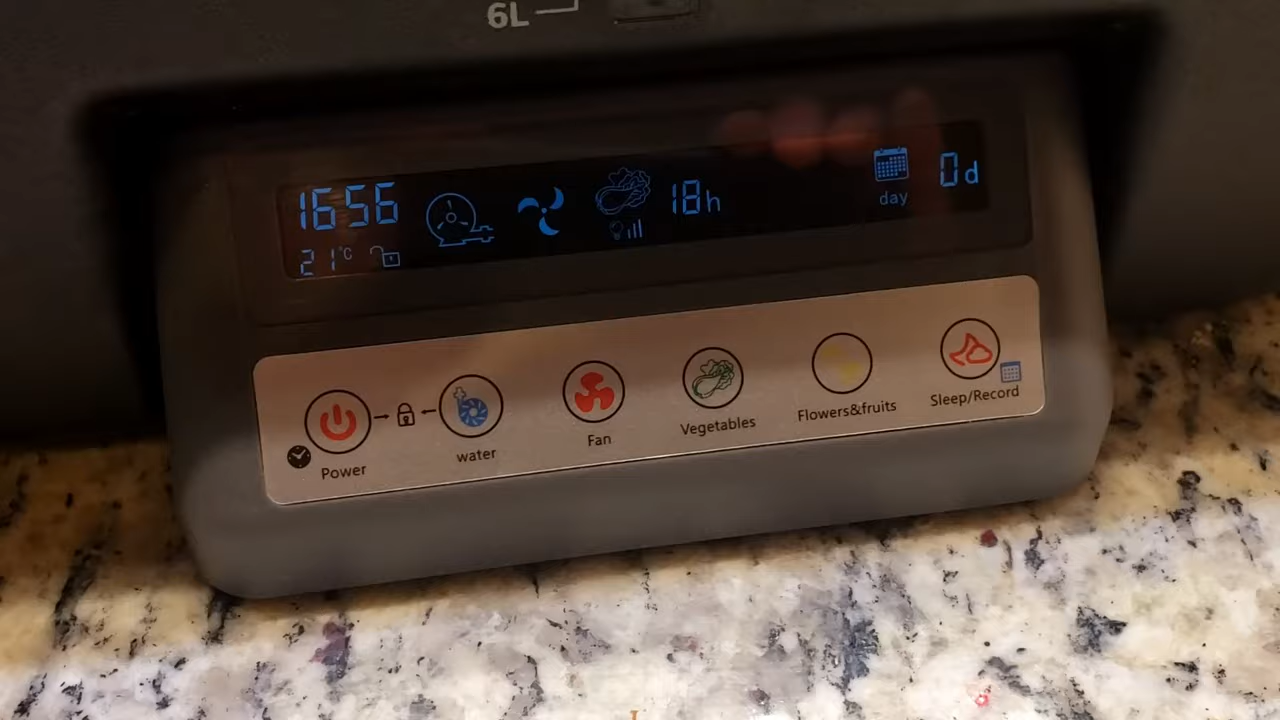 6L
1656
21°C
18h
day
0d
Power
water
Fan
Vegetables
Flowers&fruits
Sleep/Record